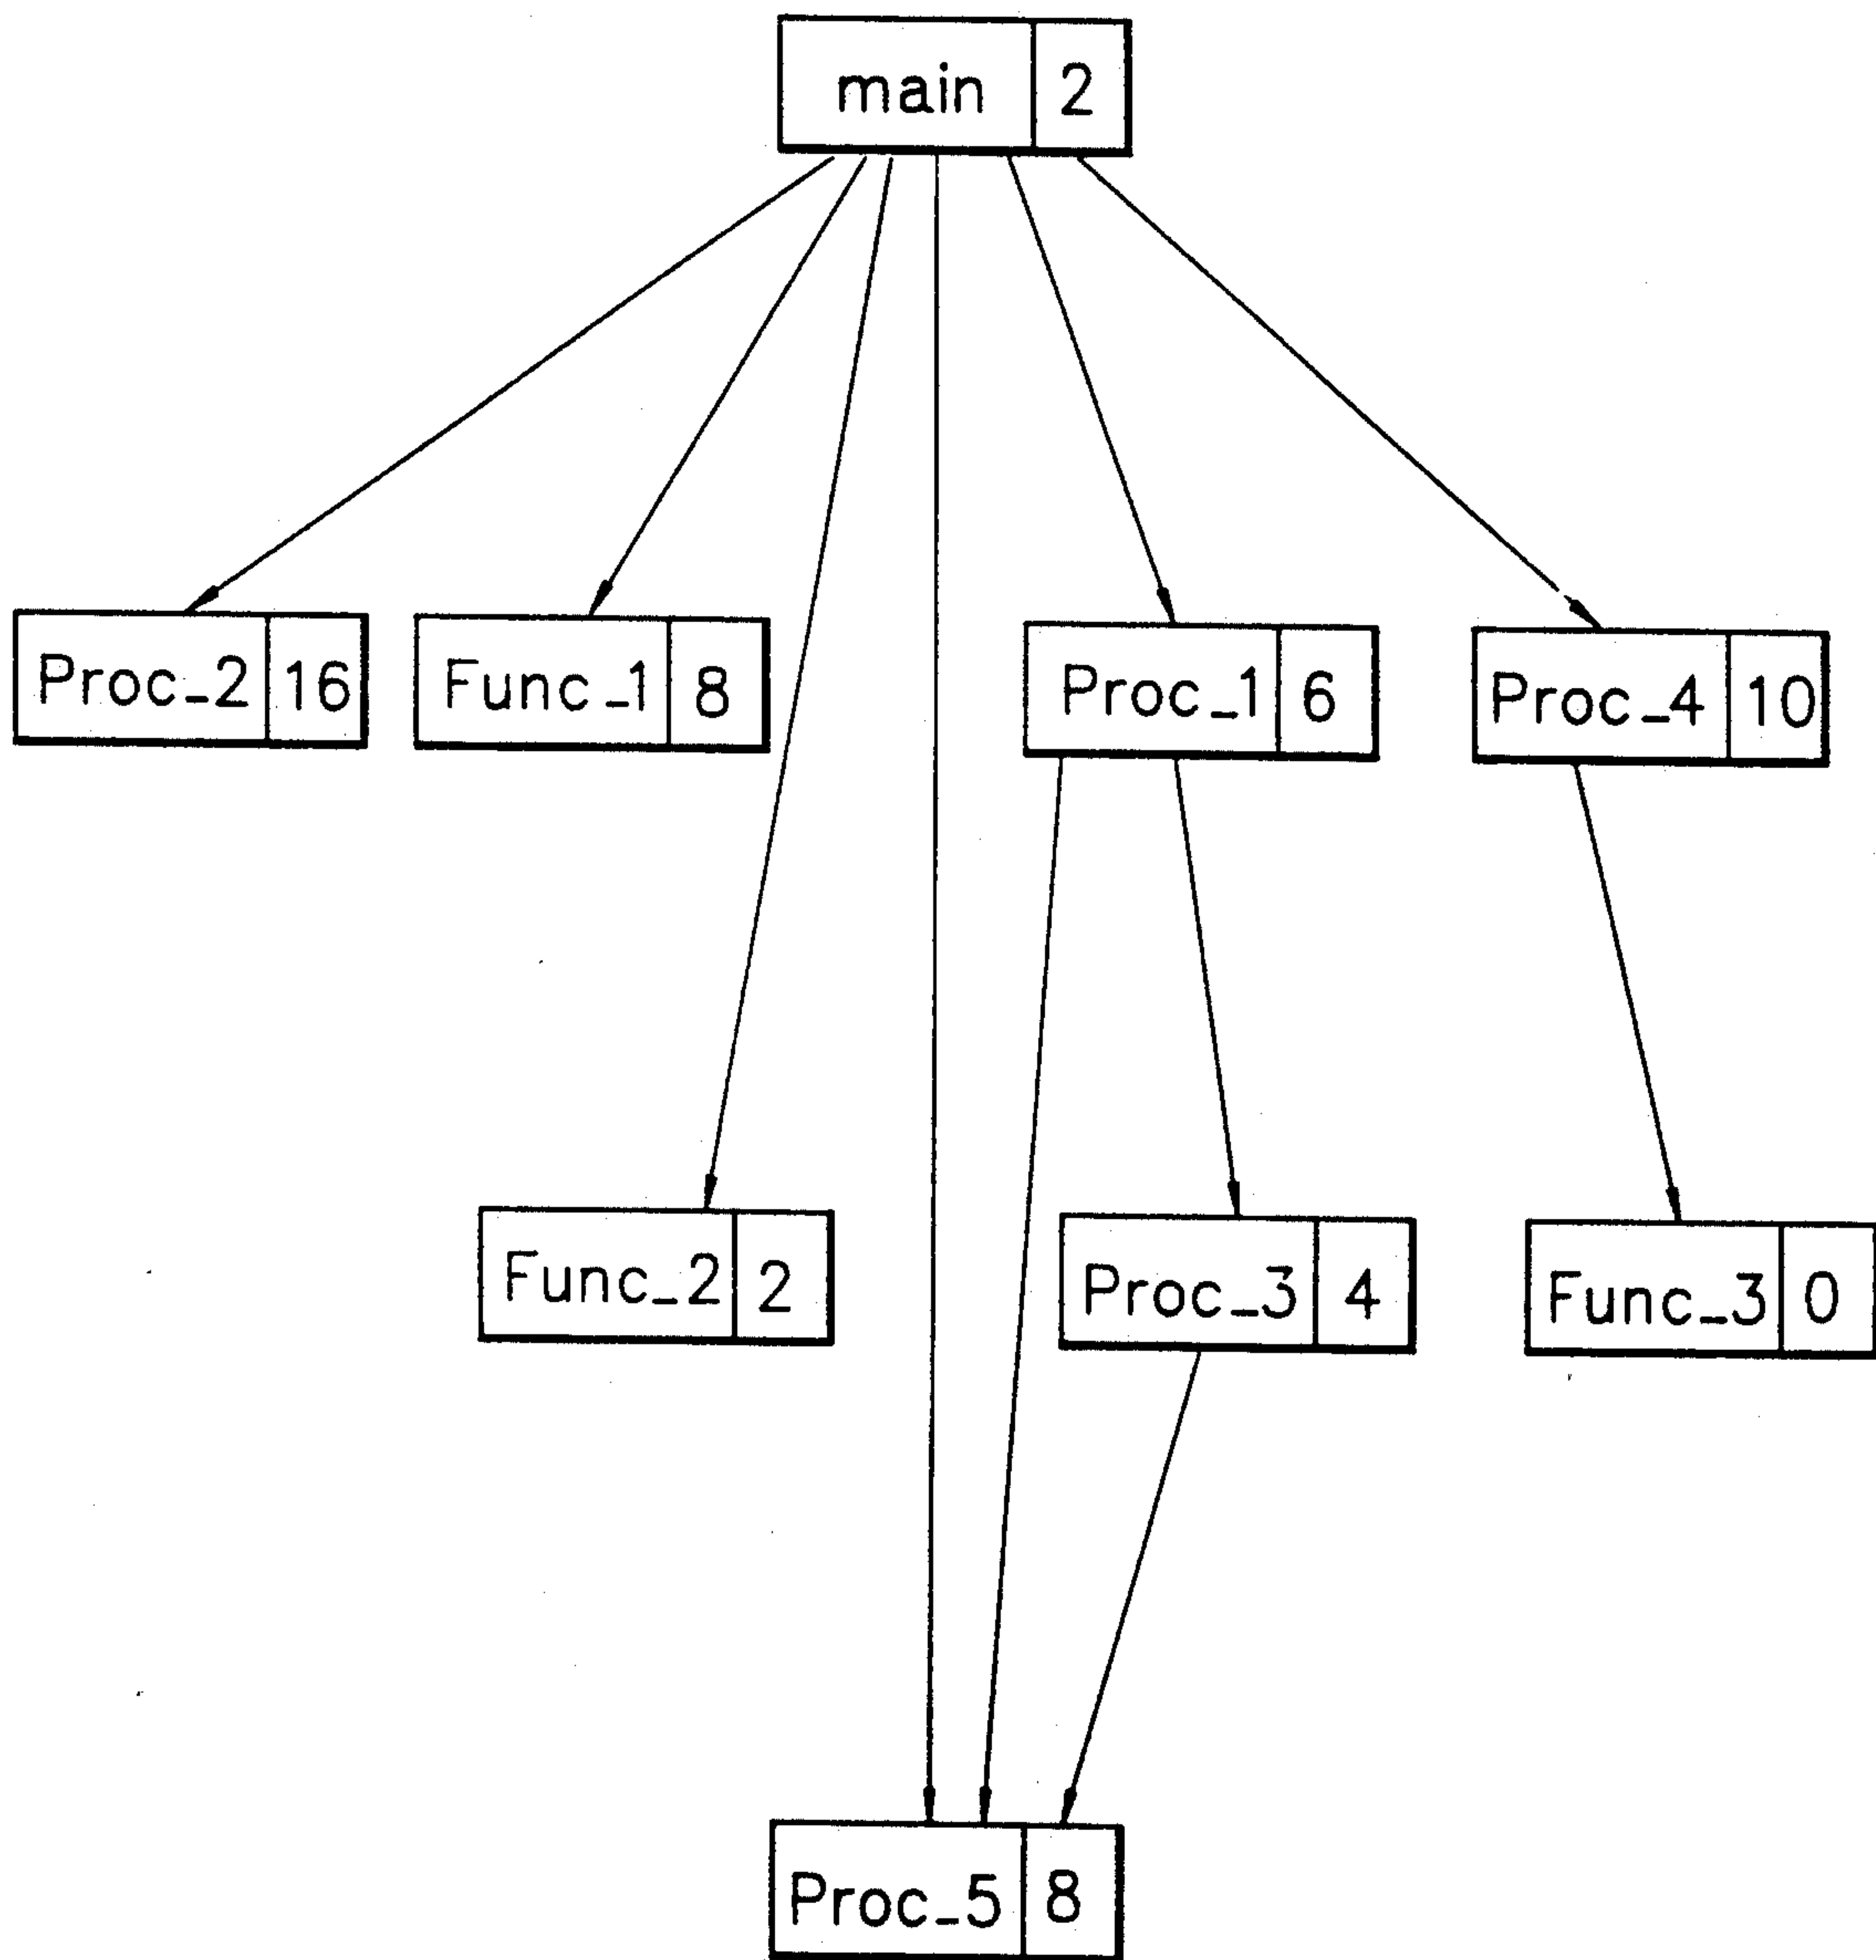 main 2
Proc_2 16
Func_1 8
Proc_1 6
Proc_4 10
Func_2 2
Proc_3 4
Func_3 0
Proc_5 8